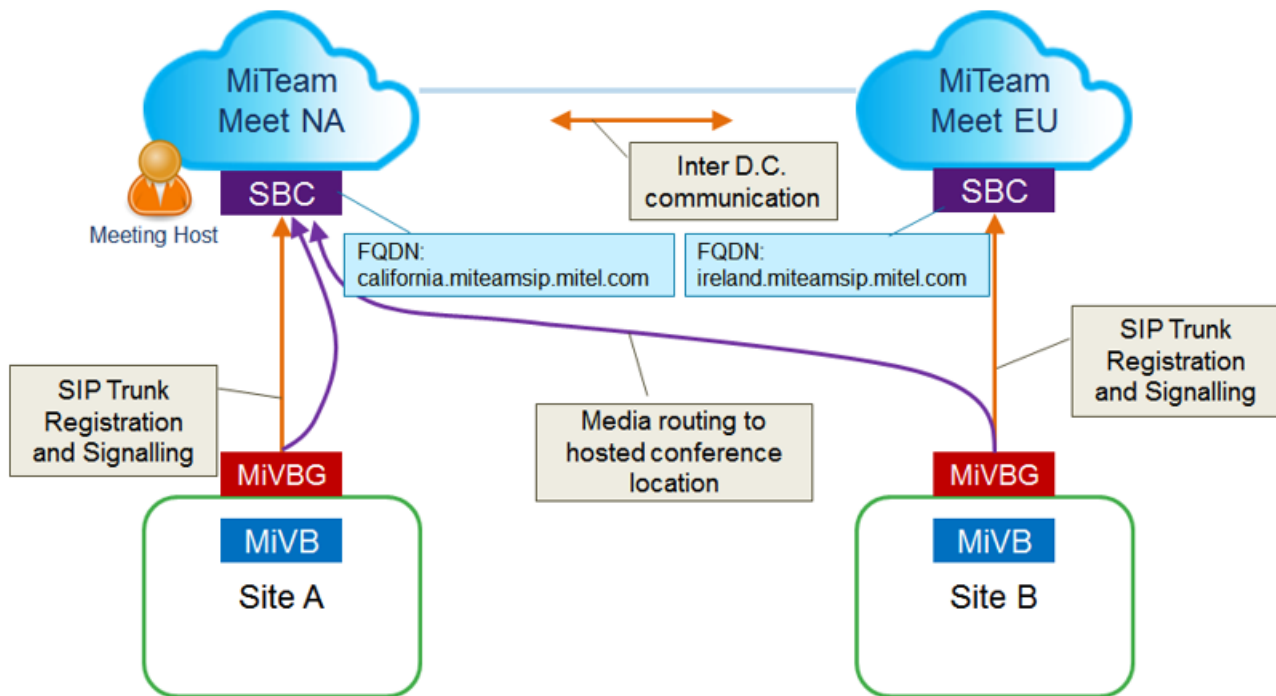 MiTeam
Meet NA
MiTeam
Meet EU
Inter D.C.
communication
SBC
SBC
Meeting Host
FQDN:
california.miteamsip.mitel.com
FQDN:
ireland.miteamsip.mitel.com
SIP Trunk
Registration
and Signalling
SIP Trunk
Registration
and Signalling
Media routing to
hosted conference
location
MiVBG
MiVBG
MiVB
MiVB
Site A
Site B